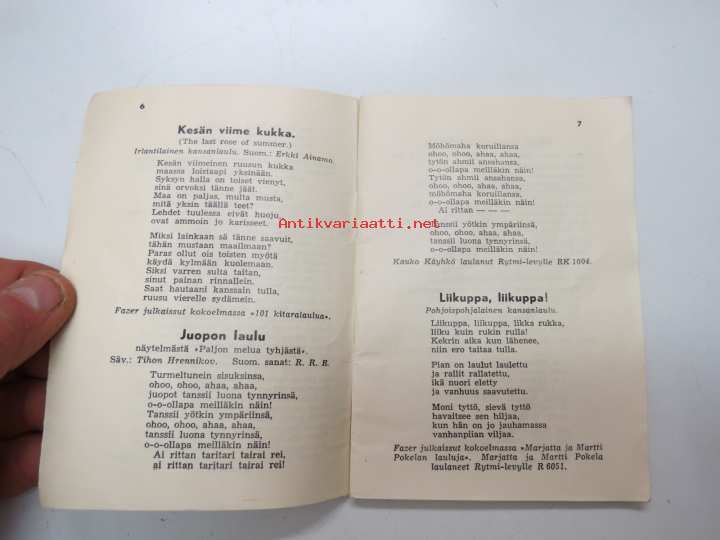 6
Kesän viime kukka.
(The last rose of summer.)
Irlantilainen kansanlaulu. Suom.: Erkki Ainamo.
Kesän viimeinen ruusun kukka
maassa loistaapi yksinään.
Syksyn halla on toiset vienyt,
sinä orvoksi tänne jäät.
Maa on paljas, multa musta,
mitä yksin täällä teet?
Lehdet tuulessa eivät huoju,
ovat ammoin jo karisseet.
Miksi lainkaan sä tänne saavuit,
tähän mustaan maailmaan?
Paras ollut ois toisten myötä
käydä kylmään kuolemaan.
Siksi varren sulta taitan,
sinut painan rinnallein.
Saat hautaani kanssain tulla,
ruusu vierelle sydämein.
Fazer julkaissut kokoelmassa «101 kitaralaulua».
Juopon laulu
näytelmästä «Paljon melua tyhjästä».
Säv.: Tihon Hrennikov. Suom. sanat: R. R. R.
Turmeltunein sisuksinsa,
ohoo, ohoo, ahaa, ahaa,
juopot tanssii luona tynnyrinsä,
o-o-ollapa meilläkin näin!
Tanssii yötkin ympäriinsä,
ohoo, ohoo, ahaa, ahaa,
tanssii luona tynnyrinsä,
o-o-ollapa meilläkin näin!
Ai rittan taritari tairai rei!
Ai rittan taritari tairai rei!
7
Möhömaha koruillansa
ohoo, ohoo, ahaa, ahaa,
tytön ahmii ansahansa,
o-o-ollapa meilläkin näin!
Tytön ahmii ansahansa,
ohoo, ohoo, ahaa, ahaa,
o-o-ollapa meilläkin näin!
Ai rittan — — —
Tanssii yötkin ympäriinsä,
ohoo, ohoo, ahaa, ahaa,
tanssii luona tynnyrinsä,
o-o-ollapa meilläkin näin!
Kauko Käyhkö laulanut Rytmi-levylle RK 1004.
Liikuppa, liikuppa!
Pohjoispohjalainen kansanlaulu.
Liikuppa, liikuppa, likka rukka,
liiku kuin rukin rulla!
Kekrin aika kun lähenee,
niin ero taitaa tulla.
Pian on laulut laulettu
ja rallit rallatettu,
ikä nuori eletty
ja vanhuus saavutettu.
Moni tyttö, sievä tyttö
havaitsee sen hiljaa,
kun hän on jo jauhamassa
vanhanpiian viljaa.
Fazer julkaissut kokoelmassa «Marjatta ja Martti
Pokelan lauluja». Marjatta ja Martti Pokela
laulaneet Rytmi-levylle R 6051.
Antikvariaatti.net